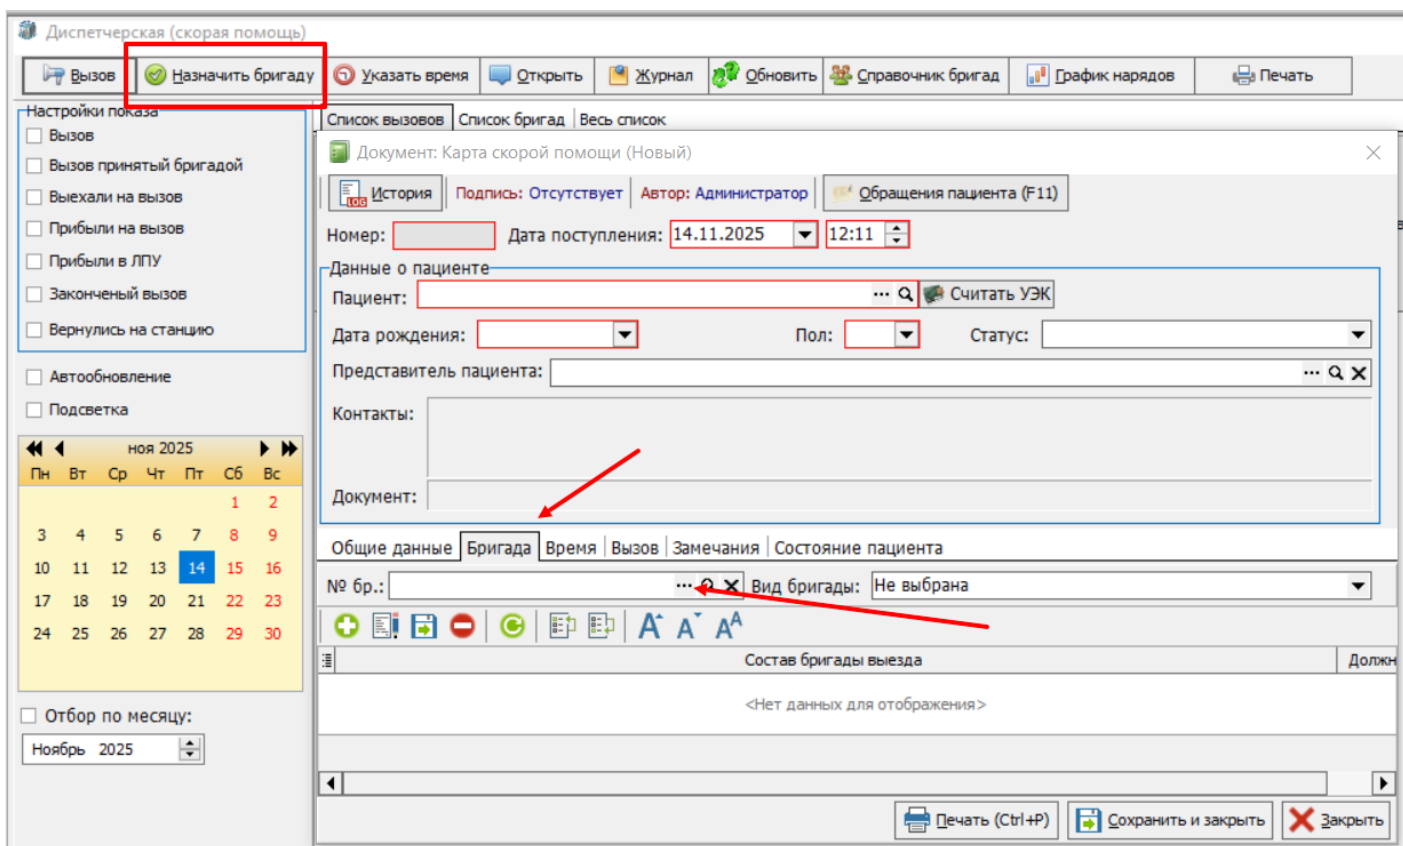 Диспетчерская (скорая помощь)
Вызов Назначить бригаду Указать время Открыть Журнал Обновить Справочник бригад График нарядов Печать
Настройки показа
Вызов
Вызов принятый бригадой
Выехали на вызов
Прибыли на вызов
Прибыли в ЛПУ
Законченый вызов
Вернулись на станцию
Автообновление
Подсветка
ноя 2025
Пн Вт Ср Чт Пт Сб Вс
1 2
3 4 5 6 7 8 9
10 11 12 13 14 15 16
17 18 19 20 21 22 23
24 25 26 27 28 29 30
Отбор по месяцу:
Ноябрь 2025
Список вызовов Список бригад Весь список
Документ: Карта скорой помощи (Новый)
LOG История Подпись: Отсутствует Автор: Администратор Обращения пациента (F11)
Номер: Дата поступления: 14.11.2025 12:11
Данные о пациенте
Пациент: ... Считать УЭК
Дата рождения: Пол: Статус:
Представитель пациента: ...
Контакты:
Документ:
Общие данные Бригада Время Вызов Замечания Состояние пациента
№ бр.: ... Вид бригады: Не выбрана
Состав бригады выезда Должн
<Нет данных для отображения>
Печать (Ctrl+P) Сохранить и закрыть Закрыть